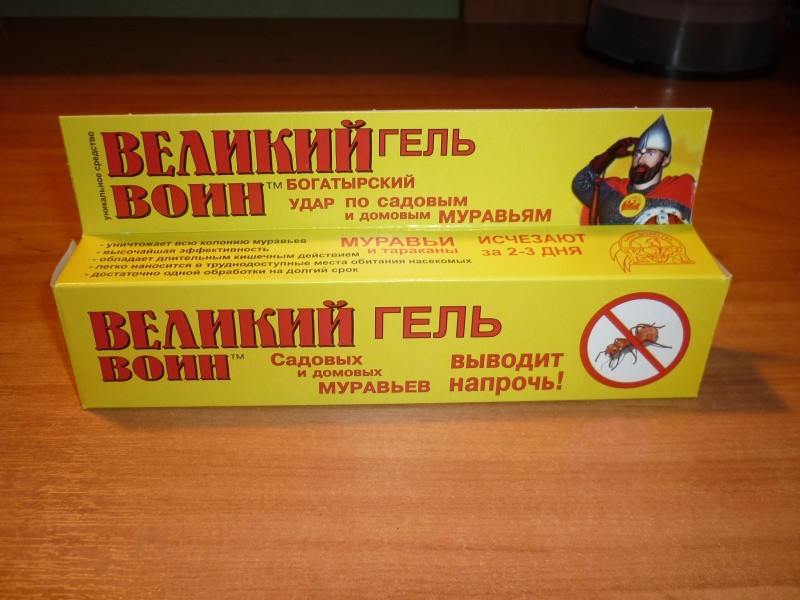 уникальное средство
ВЕЛИКИЙ ГЕЛЬ
ВОИН™ БОГАТЫРСКИЙ
УДАР ПО САДОВЫМ
И ДОМОВЫМ МУРАВЬЯМ
- уничтожает всю колонию муравьев
- высочайшая эффективность
- обладает длительным кишечным действием
- легко наносится в труднодоступные места обитания насекомых
- достаточно одной обработки на долгий срок
МУРАВЬИ
и тараканы
ИСЧЕЗАЮТ
за 2-3 ДНЯ
ВЕЛИКИЙ ГЕЛЬ
ВОИН™
Садовых
и домовых
МУРАВЬЕВ
ВЫВОДИТ
напрочь!